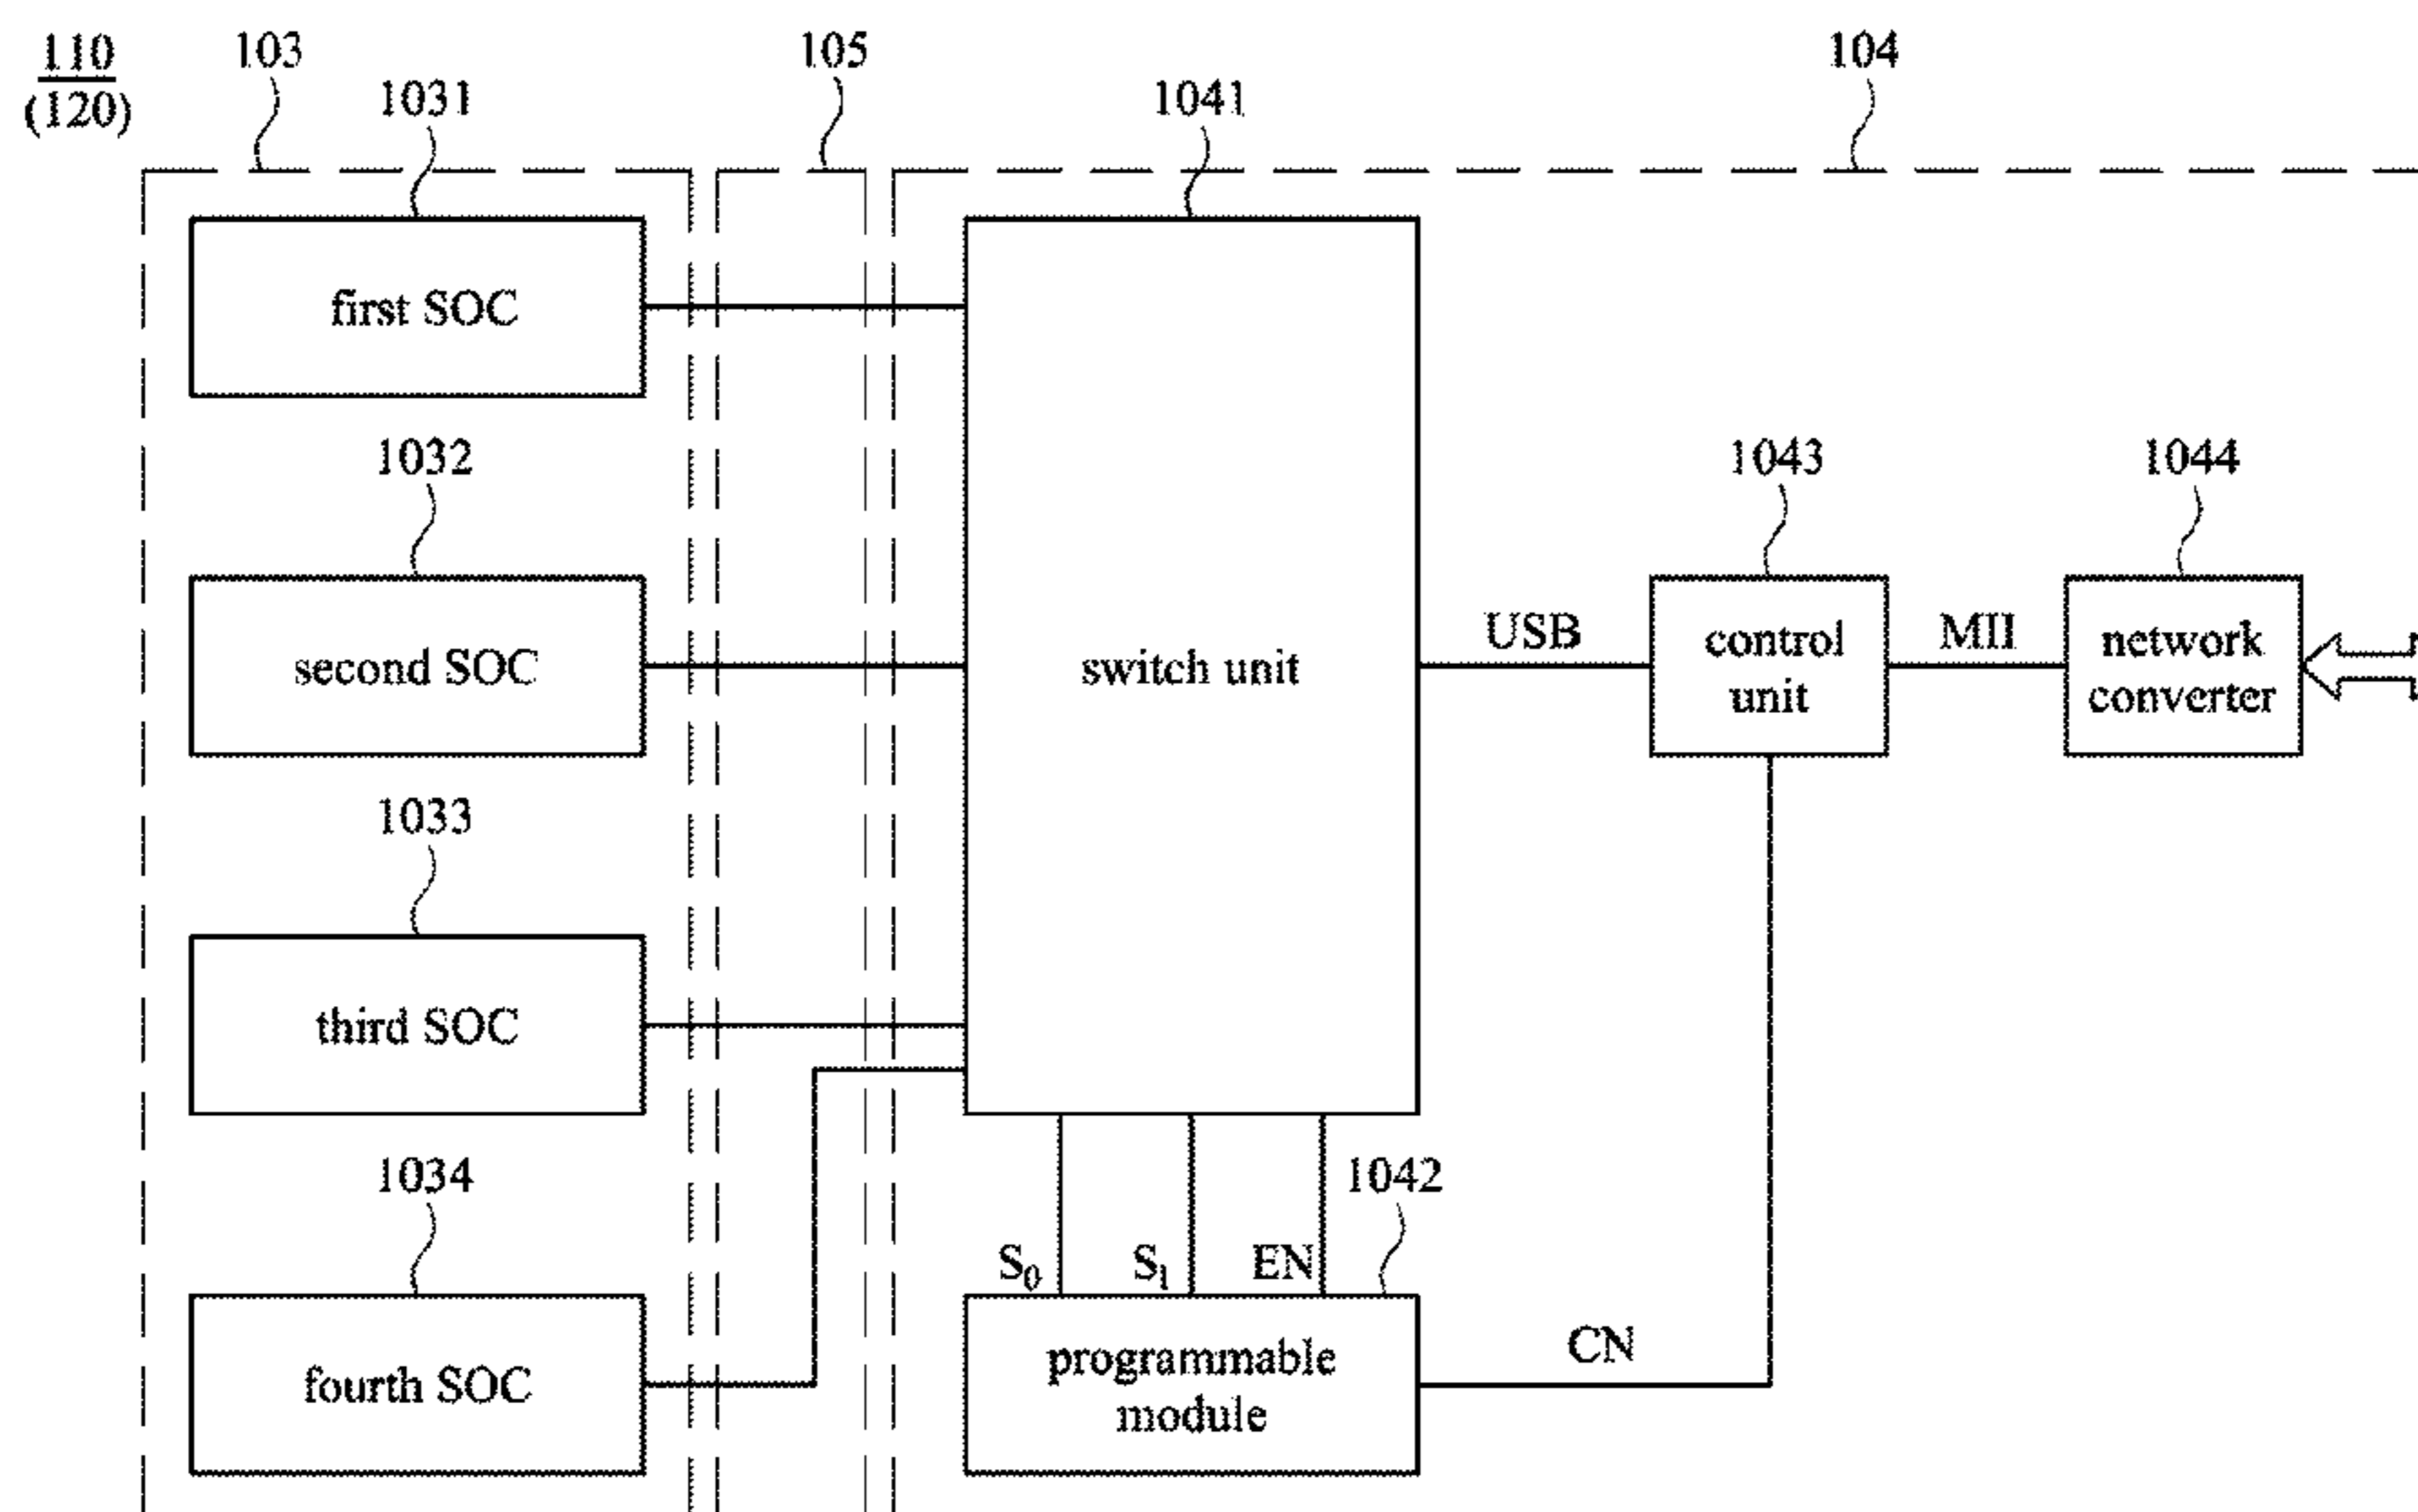 110
(120)
103
105
104
1031
1041
first SOC
1032
1043
1044
second SOC
switch unit
USB
control
unit
MII
network
converter
1033
third SOC
1034
1042
S0
S1
EN
fourth SOC
programmable
module
CN